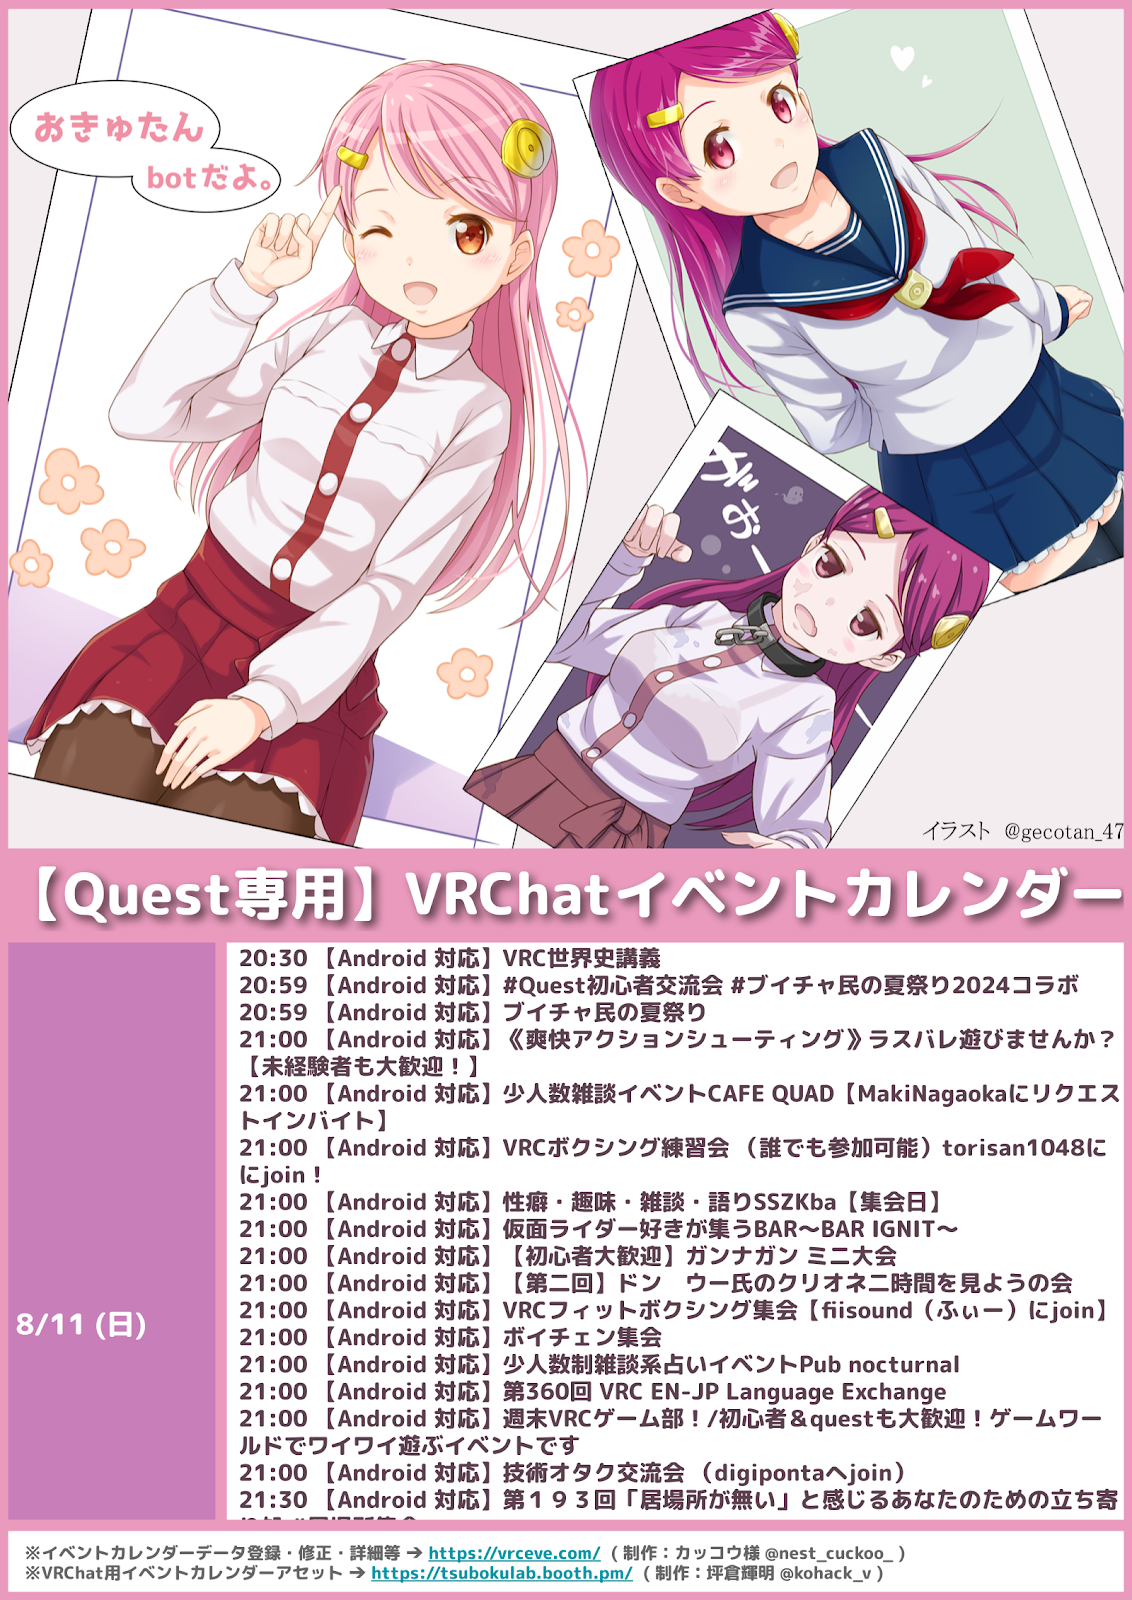 おきゅたん
botだよ。
がおー
イラスト @gecotan_47
【Quest専用】VRChatイベントカレンダー
8/11 (日)
20:30 【Android 対応】VRC世界史講義
20:59 【Android 対応】#Quest初心者交流会 #ブイチャ民の夏祭り2024コラボ
20:59 【Android 対応】ブイチャ民の夏祭り
21:00 【Android 対応】《爽快アクションシューティング》ラスバレ遊びませんか?
【未経験者も大歓迎！】
21:00 【Android 対応】少人数雑談イベントCAFE QUAD【MakiNagaokaにリクエス
トインバイト】
21:00 【Android 対応】VRCボクシング練習会 （誰でも参加可能）torisan1048に
にjoin！
21:00 【Android 対応】性癖・趣味・雑談・語りSSZKba【集会日】
21:00 【Android 対応】仮面ライダー好きが集うBAR～BAR IGNIT～
21:00 【Android 対応】【初心者大歓迎】ガンナガン ミニ大会
21:00 【Android 対応】【第二回】ドン　ウー氏のクリオネ二時間を見ようの会
21:00 【Android 対応】VRCフィットボクシング集会【fiisound（ふぃー）にjoin】
21:00 【Android 対応】ボイチェン集会
21:00 【Android 対応】少人数制雑談系占いイベントPub nocturnal
21:00 【Android 対応】第360回 VRC EN-JP Language Exchange
21:00 【Android 対応】週末VRCゲーム部！/初心者＆questも大歓迎！ゲームワー
ルドでワイワイ遊ぶイベントです
21:00 【Android 対応】技術オタク交流会 （digipontaへjoin）
21:30 【Android 対応】第１９３回「居場所が無い」と感じるあなたのための立ち寄
※イベントカレンダーデータ登録・修正・詳細等 → https://vrceve.com/ ( 制作：カッコウ様 @nest_cuckoo_ )
※VRChat用イベントカレンダーアセット → https://tsubokulab.booth.pm/ ( 制作：坪倉輝明 @kohack_v )